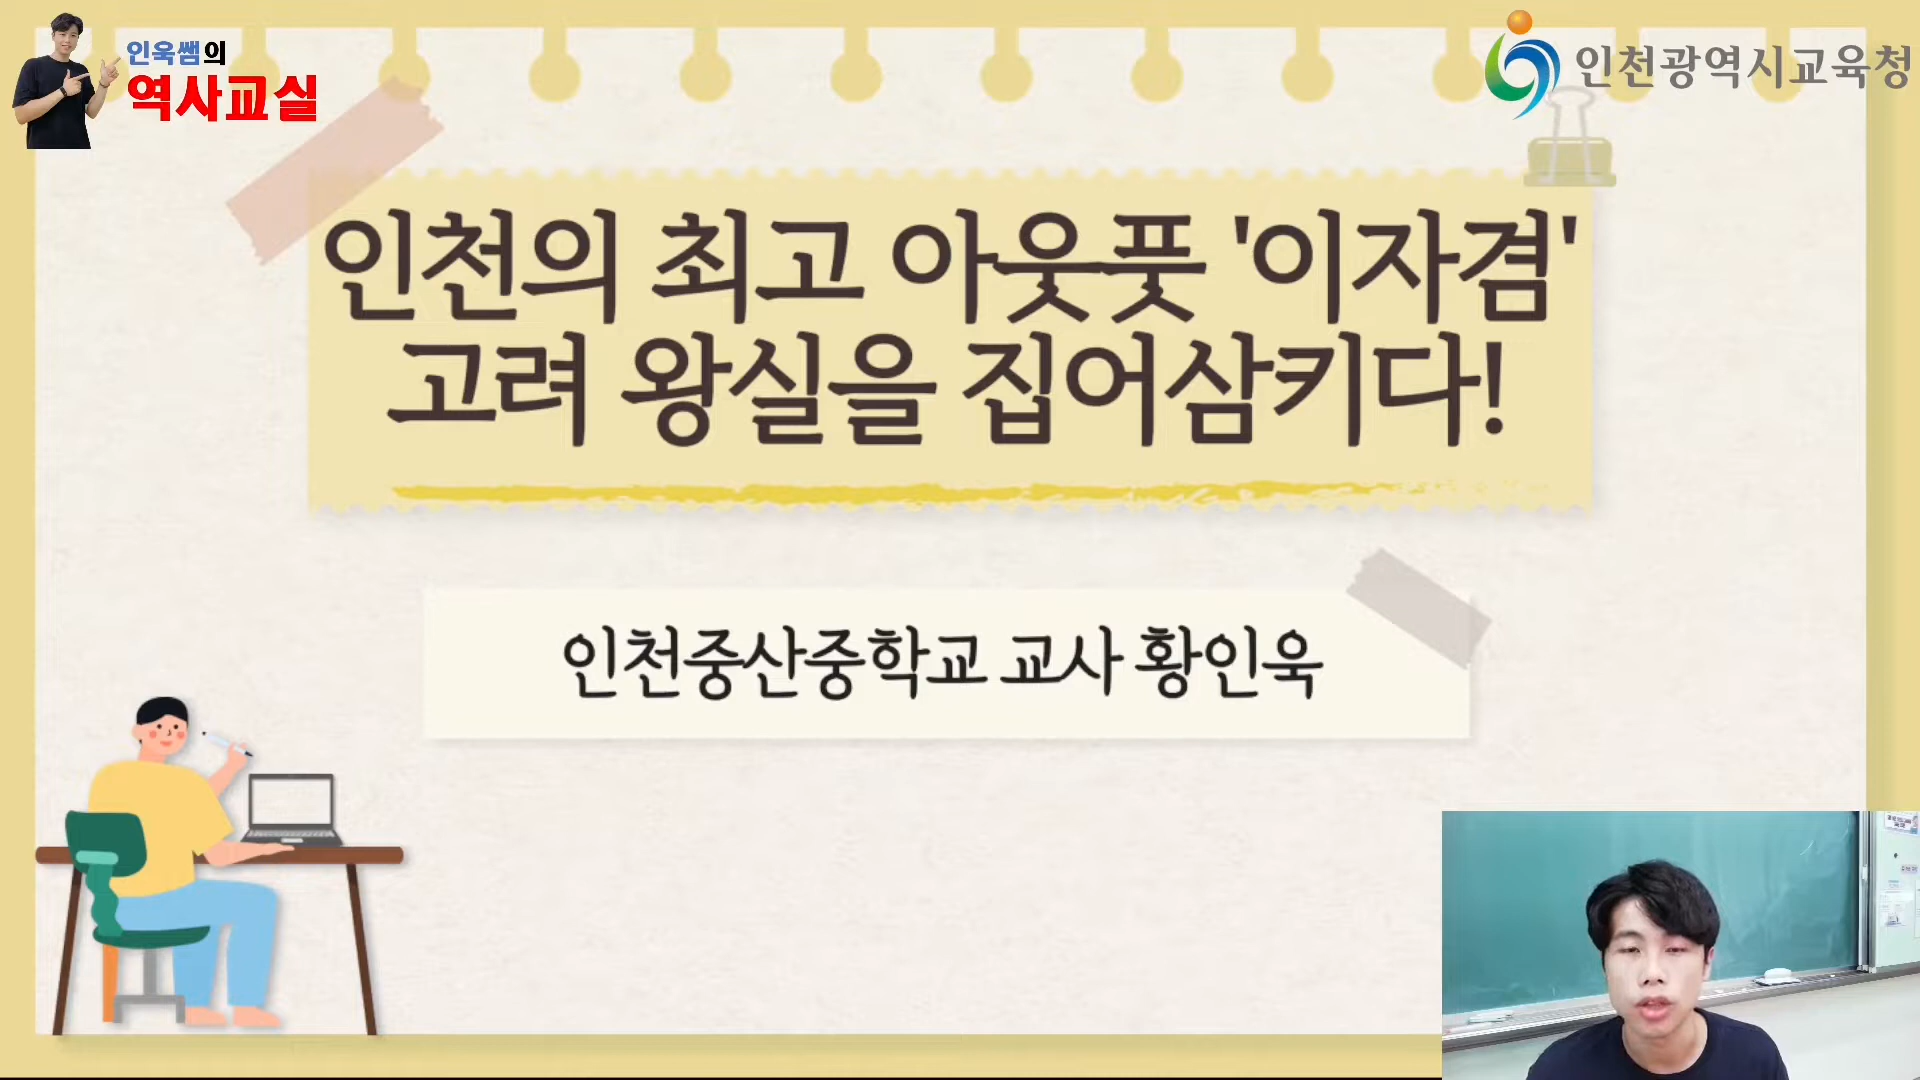 인욱쌤의
역사교실
인천광역시교육청
인천의 최고 아웃풋 '이자겸'
고려 왕실을 집어삼키다!
인천중산중학교 교사 황인욱